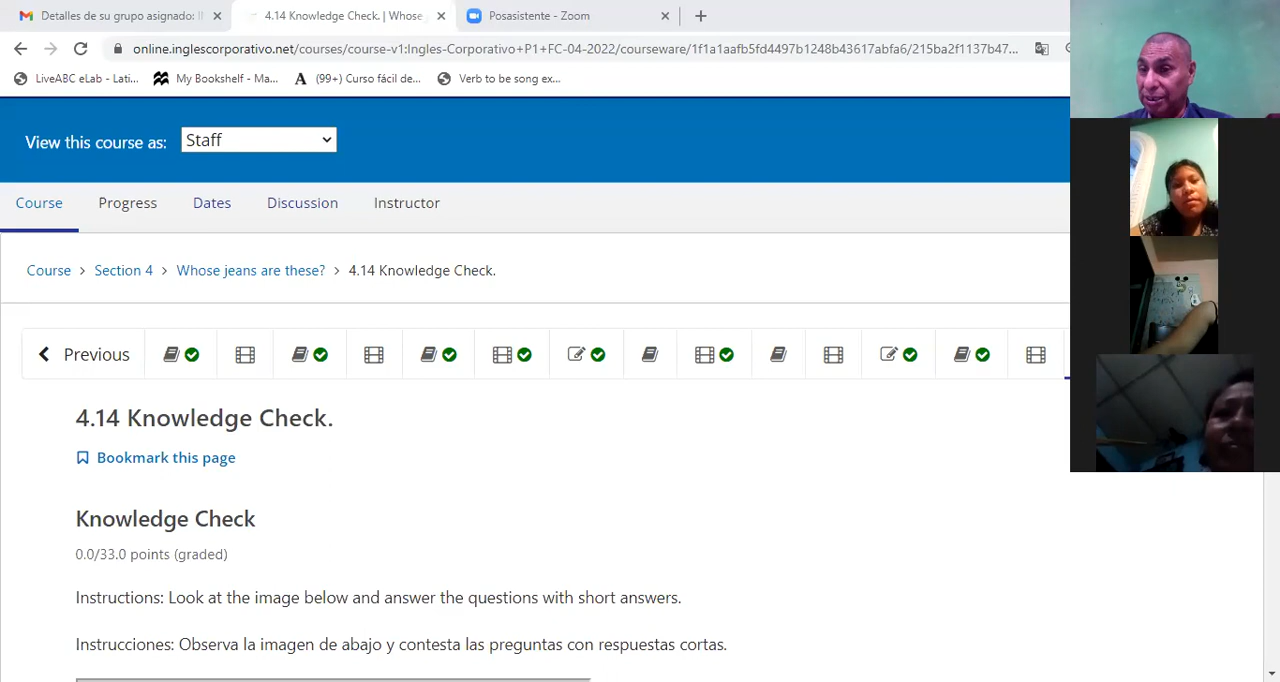 Detalles de su grupo asignado:
4.14 Knowledge Check. | Whose
Posasistente - Zoom
online.inglescorporativo.net/courses/course-v1:Ingles-Corporativo+P1+FC-04-2022/courseware/1f1a1aafb5fd4497b1248b43617abfa6/215ba2f1137b47...
LiveABC eLab - Lati...
My Bookshelf - Ma...
(99+) Curso fácil de...
Verb to be song ex...
View this course as:
Staff
Course
Progress
Dates
Discussion
Instructor
Course > Section 4 > Whose jeans are these? > 4.14 Knowledge Check.
Previous
4.14 Knowledge Check.
Bookmark this page
Knowledge Check
0.0/33.0 points (graded)
Instructions: Look at the image below and answer the questions with short answers.
Instrucciones: Observa la imagen de abajo y contesta las preguntas con respuestas cortas.